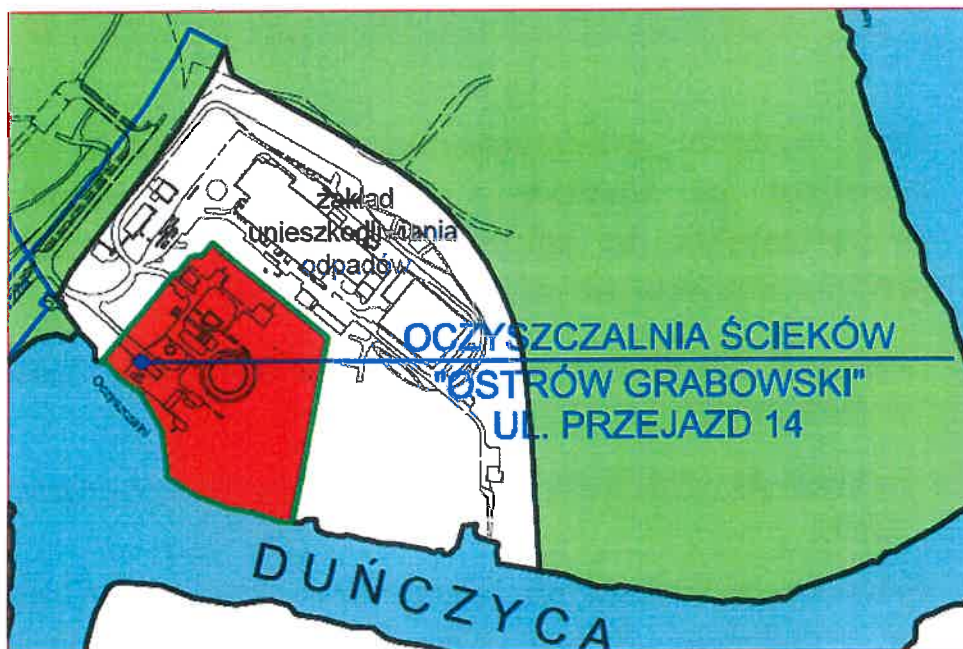 zakład
unieszkodliwiania
odpadów
OCZYSZCZALNIA ŚCIEKÓW
"OSTRÓW GRABOWSKI"
UL. PRZEJAZD 14
DUŃCZYCA